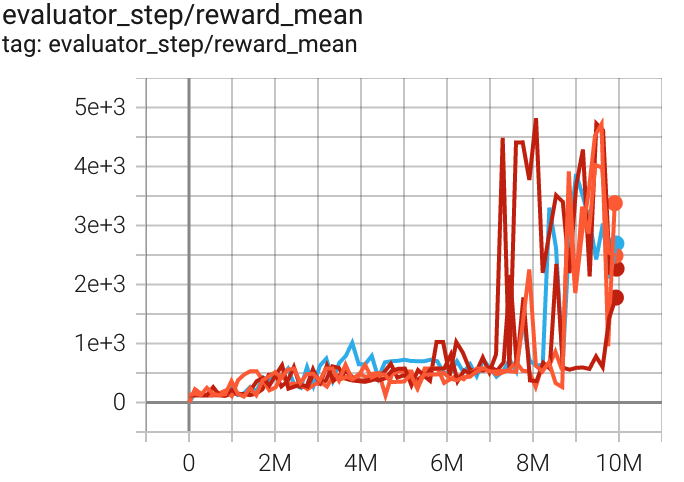 evaluator_step/reward_mean
tag: evaluator_step/reward_mean
5e+3
4e+3
3e+3
2e+3
1e+3
0
0 2M 4M 6M 8M 10M